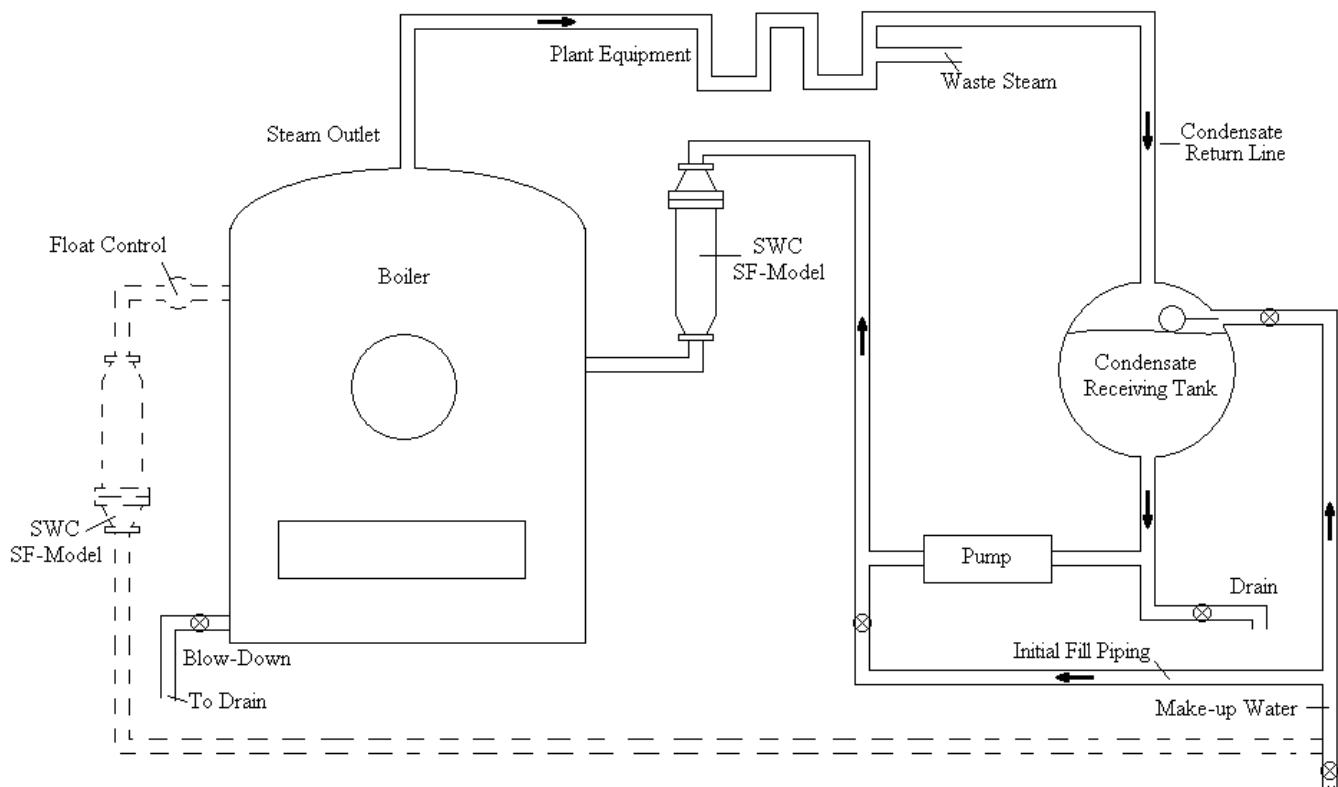 Plant Equipment
Waste Steam
Steam Outlet
Condensate
Return Line
Float Control
Boiler
SWC
SF-Model
Condensate
Receiving Tank
SWC
SF-Model
Pump
Drain
Blow-Down
Initial Fill Piping
To Drain
Make-up Water